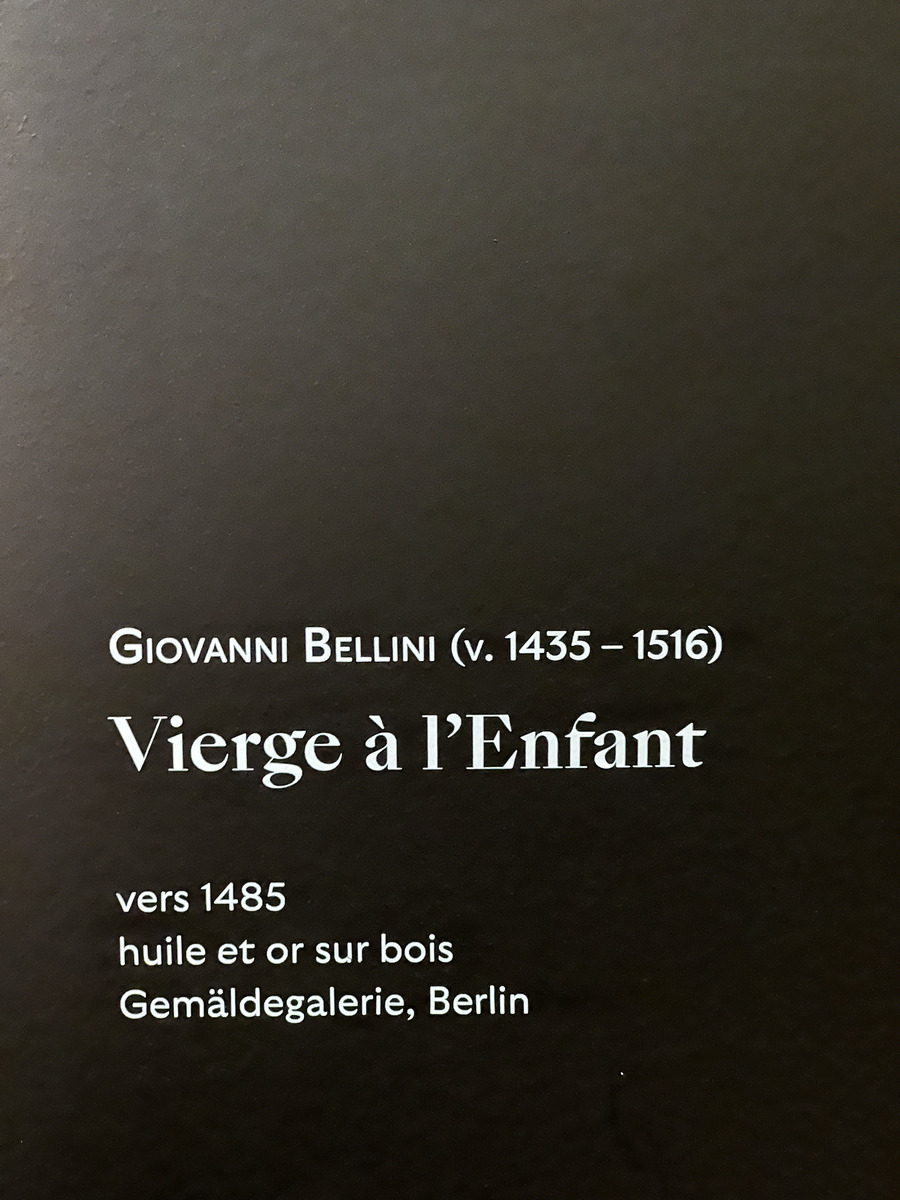 GIOVANNI BELLINI (v. 1435 – 1516)
Vierge à l’Enfant
vers 1485
huile et or sur bois
Gemäldegalerie, Berlin